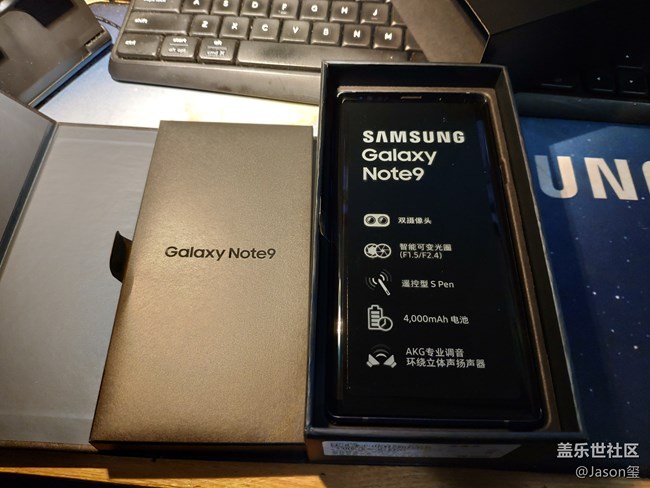 Galaxy Note9
SAMSUNG
Galaxy
Note9
双摄像头
智能可变光圈
(F1.5/F2.4)
遥控型 S Pen
4,000mAh 电池
AKG专业调音
环绕立体声扬声器
UN
盖乐世社区
@Jason玺